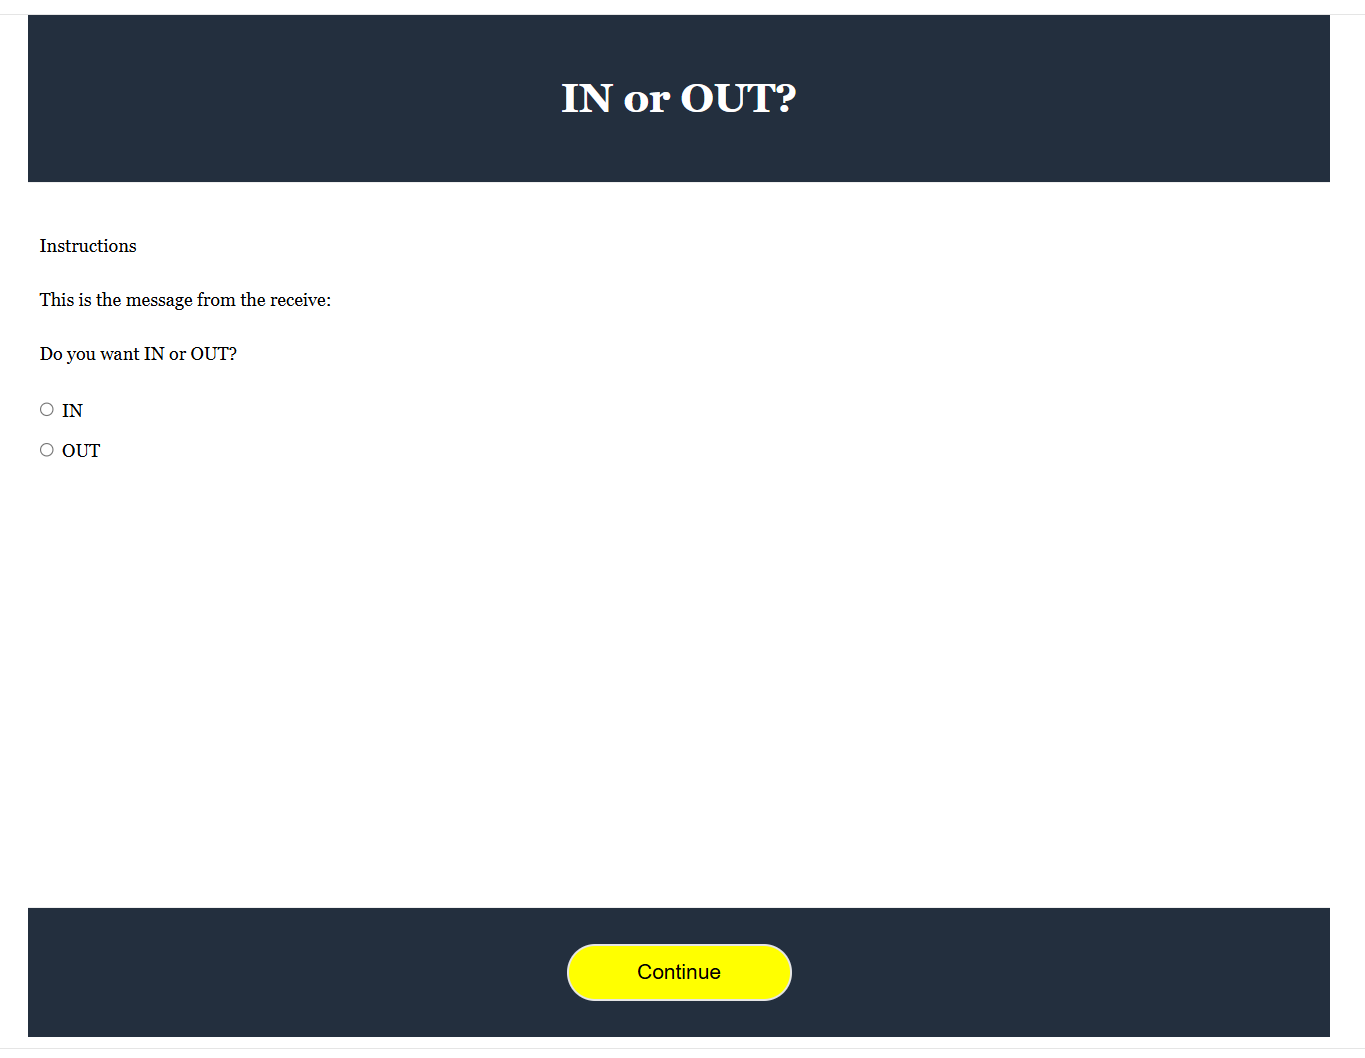 IN or OUT?
Instructions
This is the message from the receive:
Do you want IN or OUT?
IN
OUT
Continue